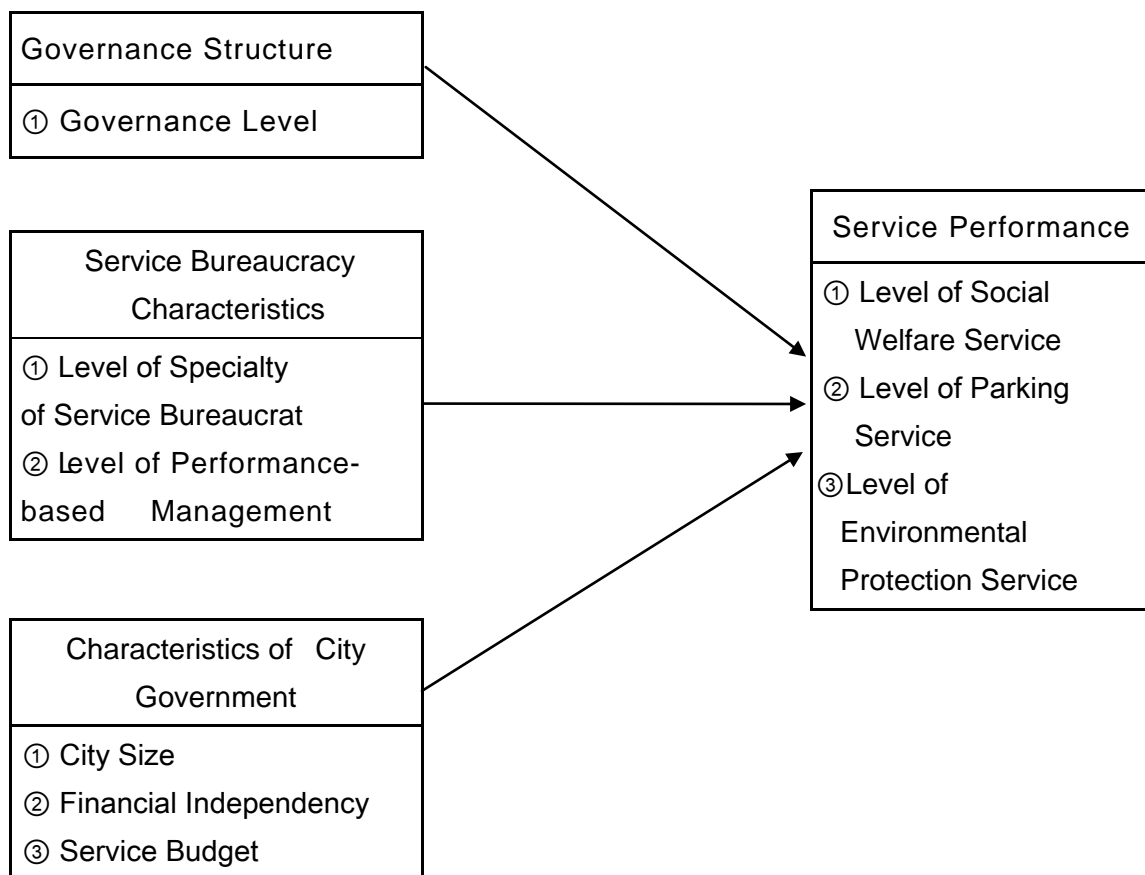 Governance Structure
① Governance Level
Service Bureaucracy
Characteristics
① Level of Specialty
of Service Bureaucrat
② Level of Performance-
based Management
Characteristics of City
Government
① City Size
② Financial Independency
③ Service Budget
Service Performance
① Level of Social
Welfare Service
② Level of Parking
Service
③Level of
Environmental
Protection Service